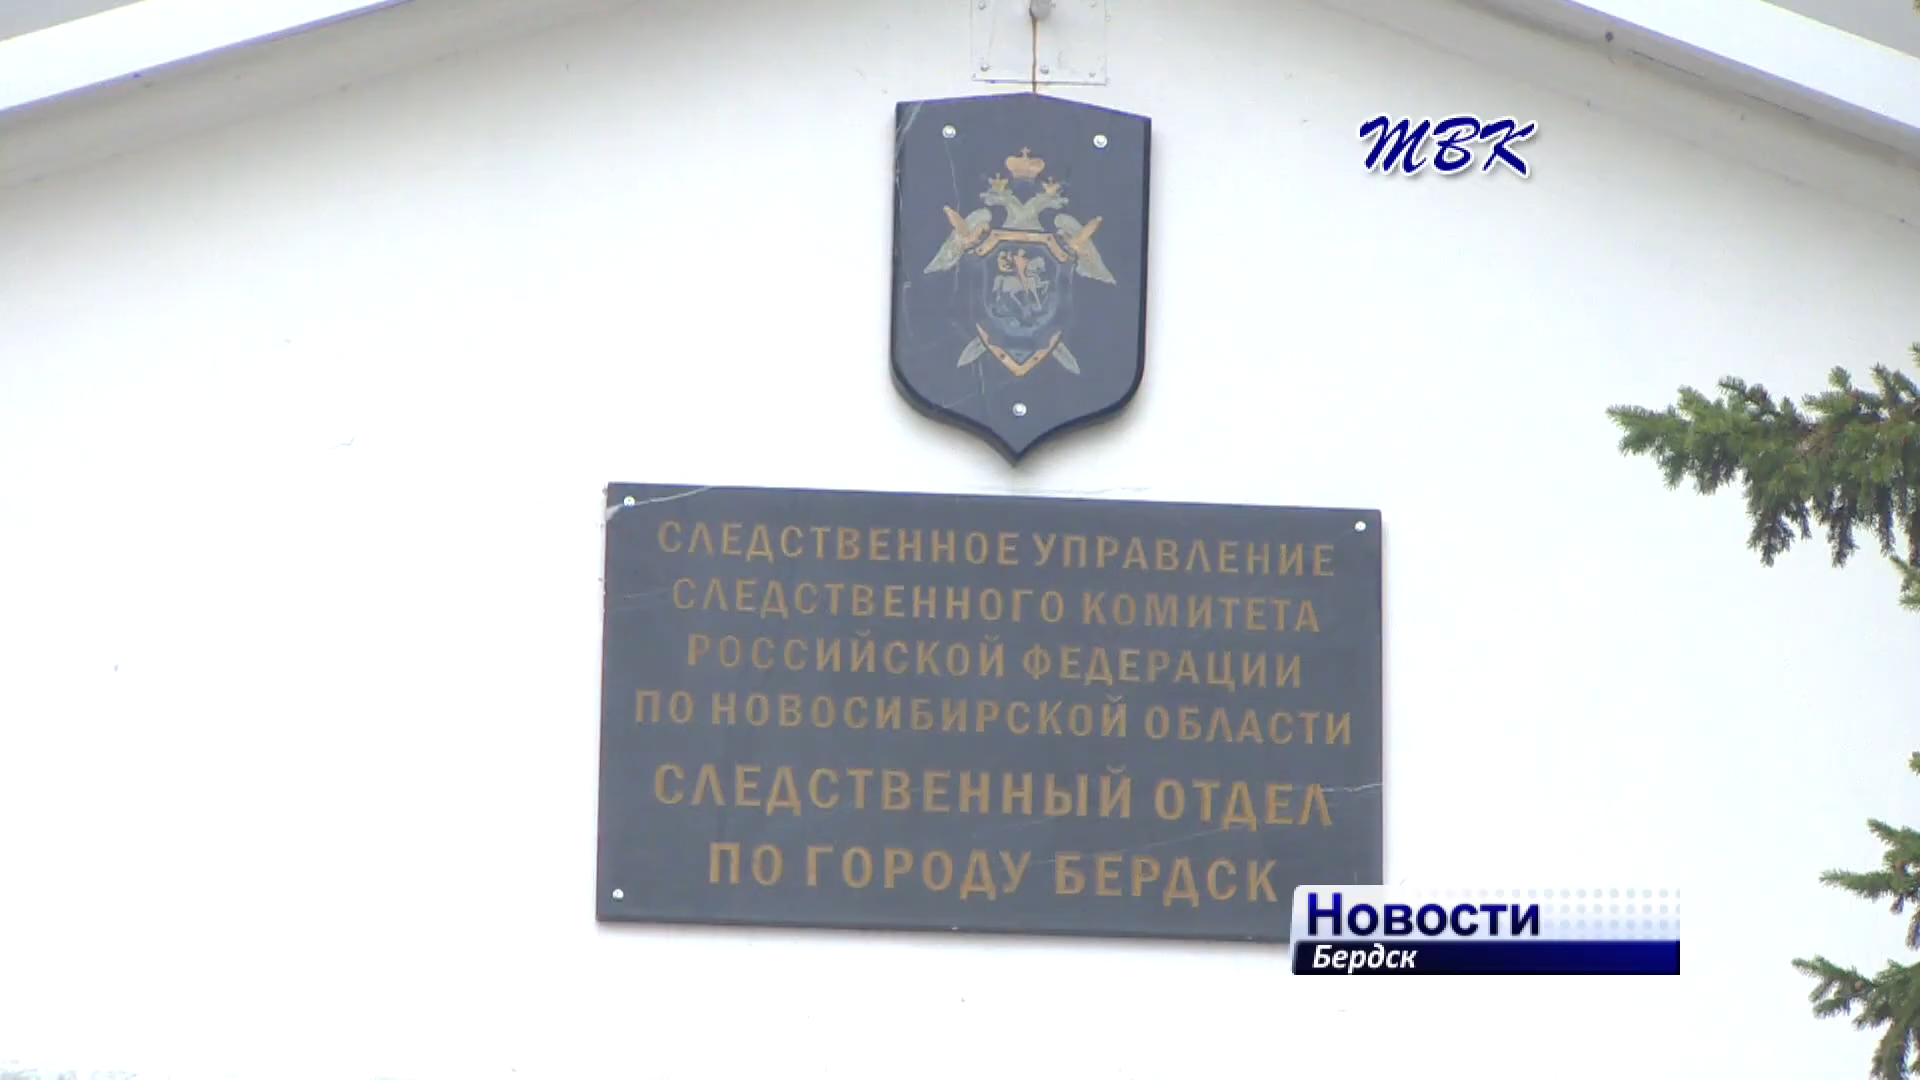 ТВК
СЛЕДСТВЕННОЕ УПРАВЛЕНИЕ
СЛЕДСТВЕННОГО КОМИТЕТА
РОССИЙСКОЙ ФЕДЕРАЦИИ
ПО НОВОСИБИРСКОЙ ОБЛАСТИ
СЛЕДСТВЕННЫЙ ОТДЕЛ
ПО ГОРОДУ БЕРДСК
Новости
Бердск